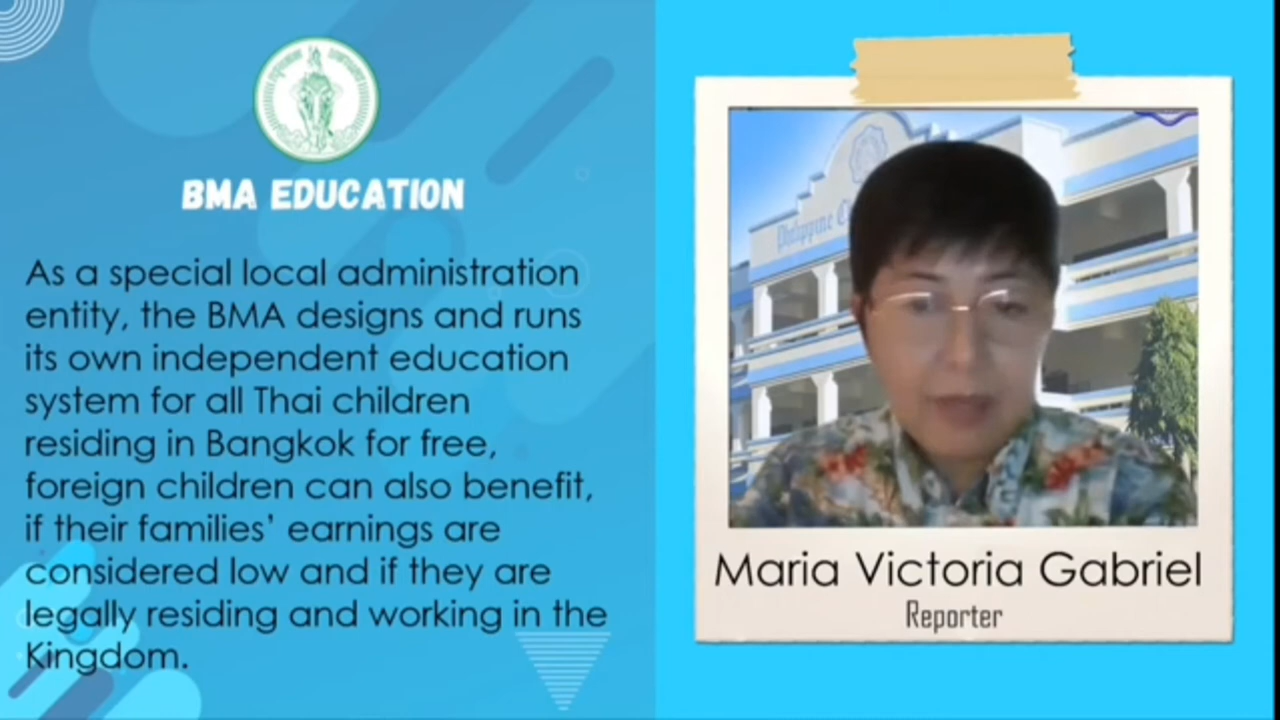 BMA EDUCATION
As a special local administration
entity, the BMA designs and runs
its own independent education
system for all Thai children
residing in Bangkok for free,
foreign children can also benefit,
if their families' earnings are
considered low and if they are
legally residing and working in the
Kingdom.
Philippine
Maria Victoria Gabriel
Reporter